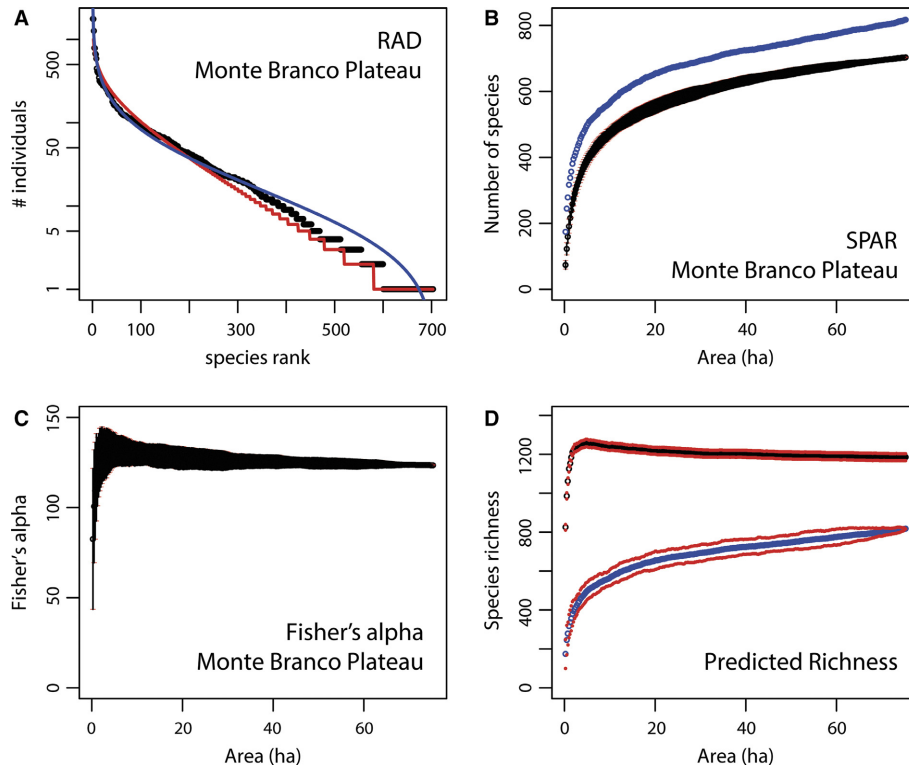 A
RAD
Monte Branco Plateau
# individuals
500
50
5
1
0
100
300
500
700
species rank
B
Number of species
800
600
400
200
0
SPAR
Monte Branco Plateau
0
20
40
60
Area (ha)
C
Fisher's alpha
150
100
50
0
Fisher's alpha
Monte Branco Plateau
0
20
40
60
Area (ha)
D
Species richness
1200
800
400
0
Predicted Richness
0
20
40
60
Area (ha)